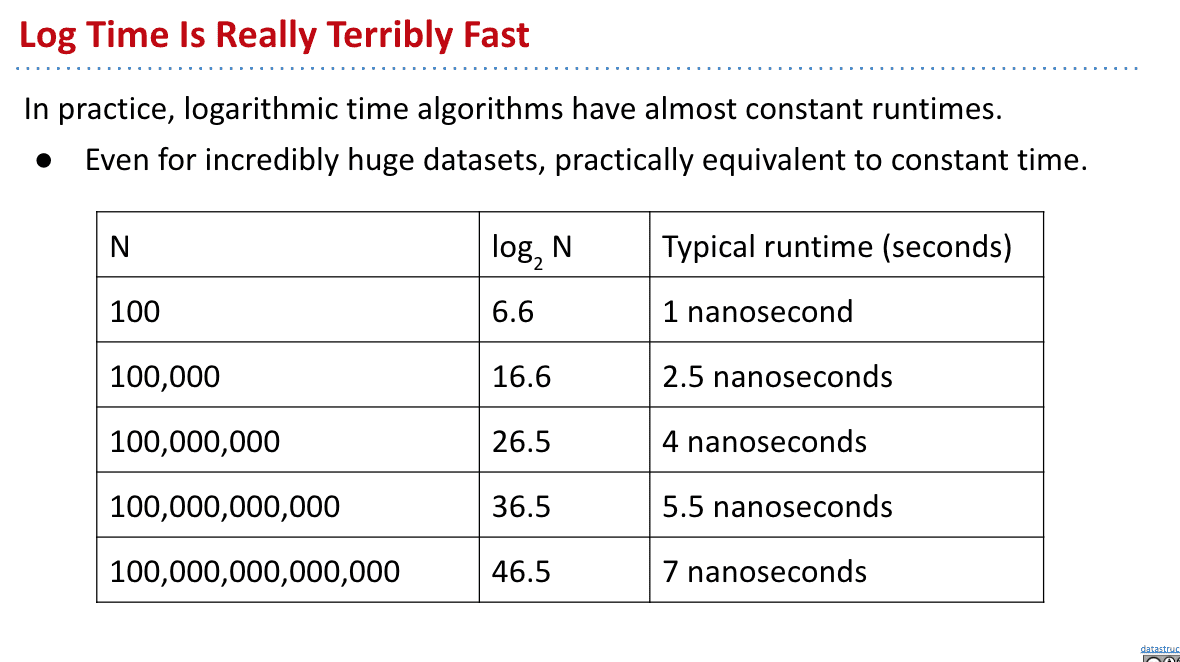 Log Time Is Really Terribly Fast
In practice, logarithmic time algorithms have almost constant runtimes.
● Even for incredibly huge datasets, practically equivalent to constant time.
N log₂ N Typical runtime (seconds)
100 6.6 1 nanosecond
100,000 16.6 2.5 nanoseconds
100,000,000 26.5 4 nanoseconds
100,000,000,000 36.5 5.5 nanoseconds
100,000,000,000,000 46.5 7 nanoseconds
datastruc